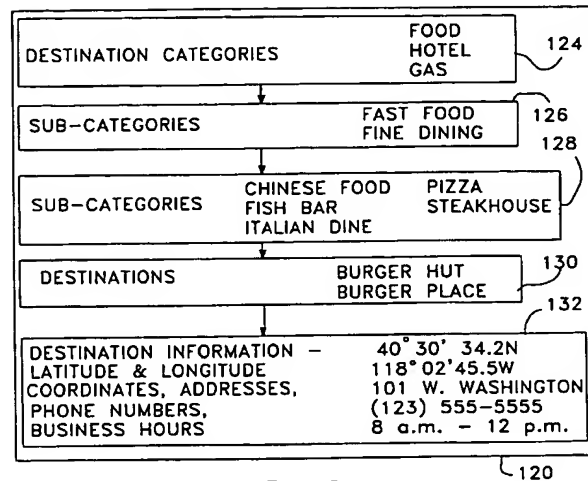 DESTINATION CATEGORIES
FOOD
HOTEL
GAS
124
SUB-CATEGORIES
FAST FOOD
FINE DINING
126
128
SUB-CATEGORIES
CHINESE FOOD PIZZA
FISH BAR STEAKHOUSE
ITALIAN DINE
DESTINATIONS
BURGER HUT
BURGER PLACE
130
132
DESTINATION INFORMATION – 40° 30' 34.2N
LATITUDE & LONGITUDE 118° 02'45.5W
COORDINATES, ADDRESSES, 101 W. WASHINGTON
PHONE NUMBERS, (123) 555-5555
BUSINESS HOURS 8 a.m. – 12 p.m.
120